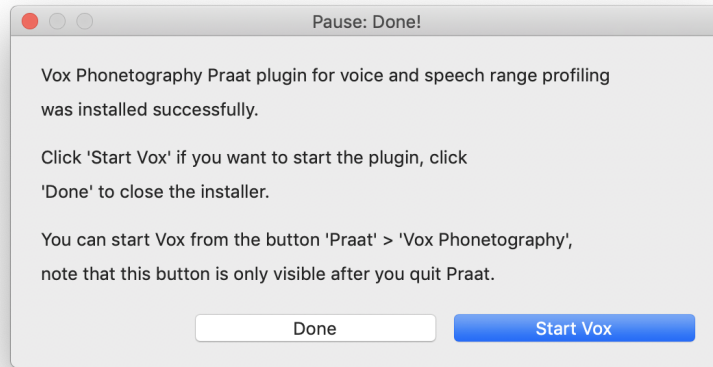 Pause: Done!
Vox Phonetography Praat plugin for voice and speech range profiling
was installed successfully.
Click 'Start Vox' if you want to start the plugin, click
'Done' to close the installer.
You can start Vox from the button 'Praat' > 'Vox Phonetography',
note that this button is only visible after you quit Praat.
Done
Start Vox